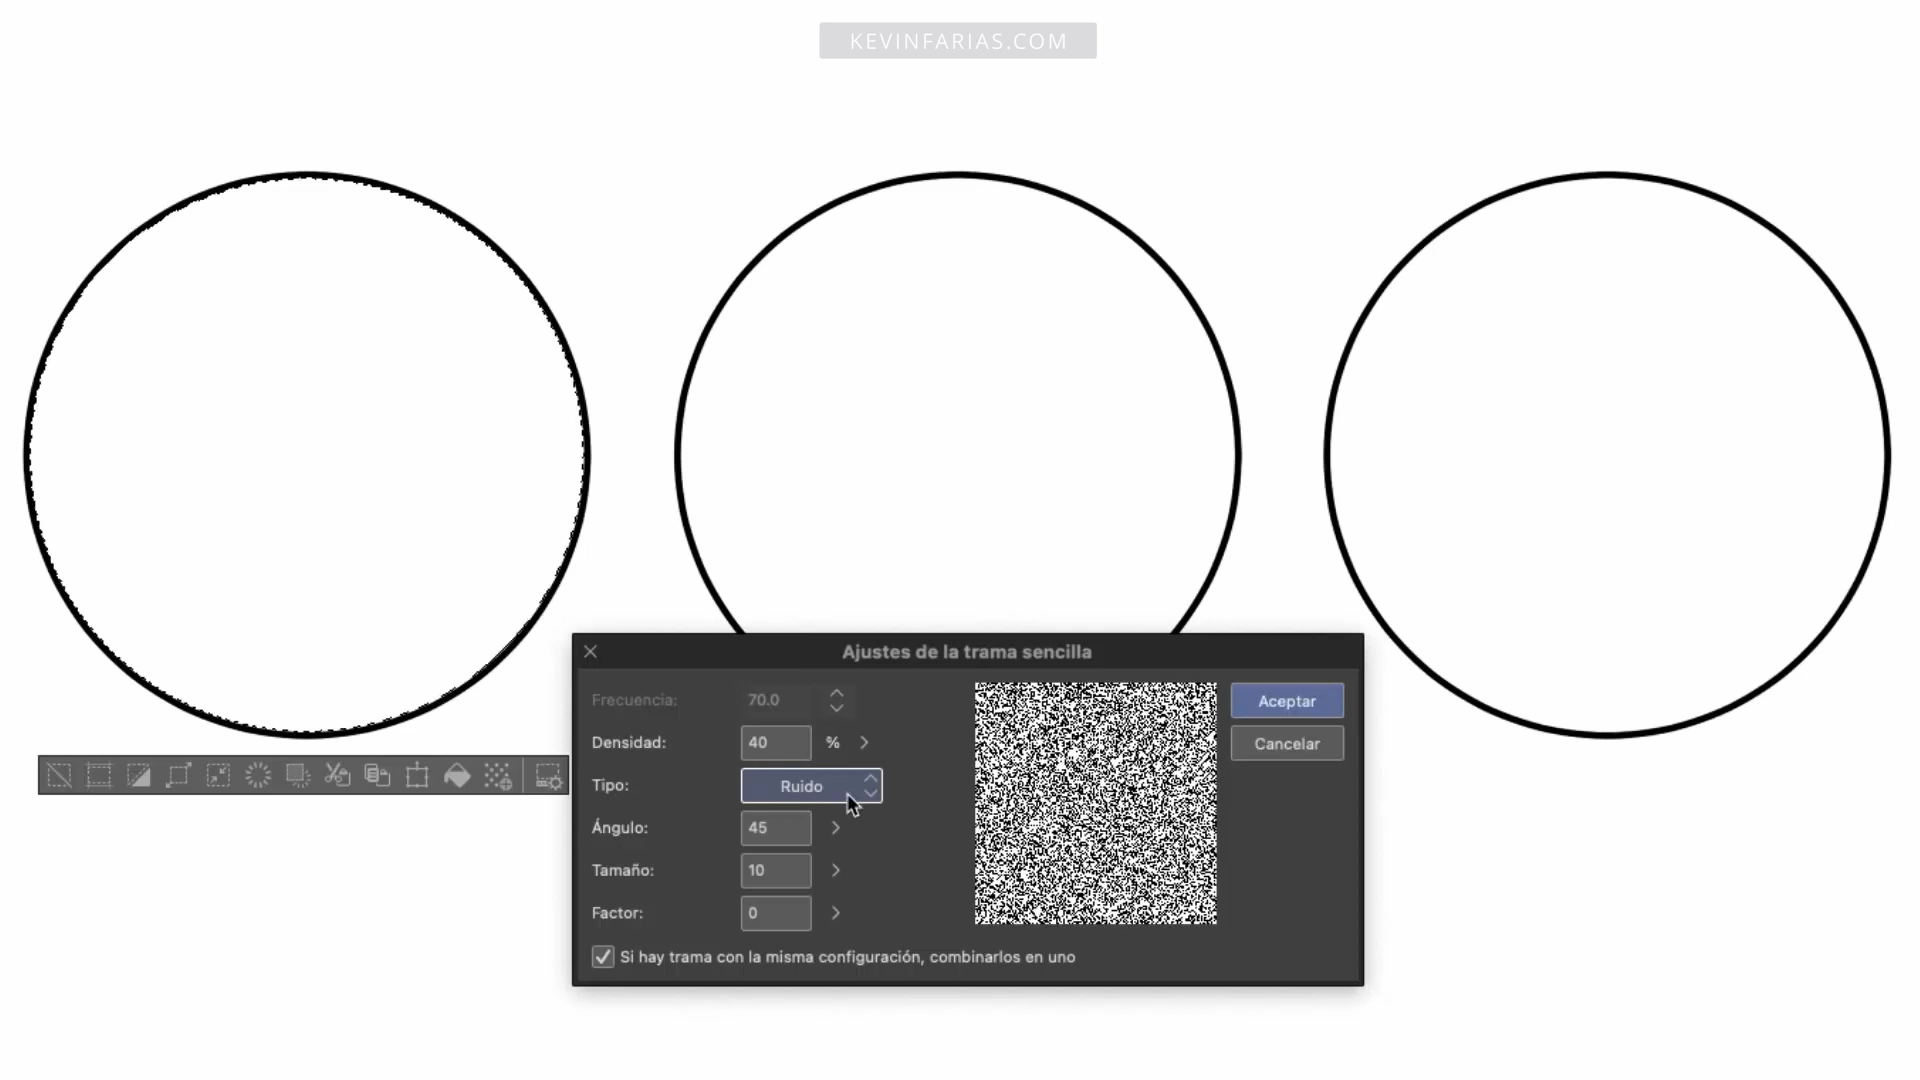 KEVINFARIAS.COM
Ajustes de la trama sencilla
Frecuencia: 70.0
Aceptar
Densidad: 40 %
Cancelar
Tipo: Ruido
Ángulo: 45
Tamaño: 10
Factor: 0
Si hay trama con la misma configuración, combinarlos en uno